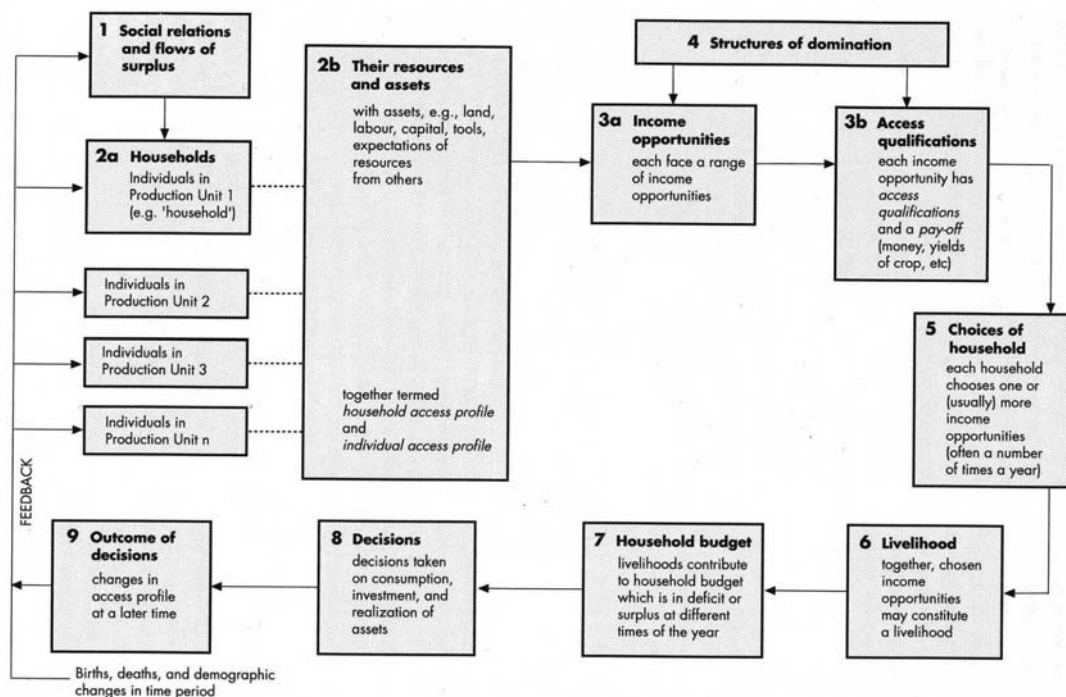 1 Social relations
and flows of
surplus
2a Households
Individuals in
Production Unit 1
(e.g. 'household')
Individuals in
Production Unit 2
Individuals in
Production Unit 3
Individuals in
Production Unit n
2b Their resources
and assets
with assets, e.g., land,
labour, capital, tools,
expectations of
resources
from others
together termed
household access profile
and
individual access profile
4 Structures of domination
3a Income
opportunities
each face a range
of income
opportunities
3b Access
qualifications
each income
opportunity has
access
qualifications
and a pay-off
(money, yields
of crop, etc)
5 Choices of
household
each household
chooses one or
(usually) more
income
opportunities
(often a number
of times a year)
6 Livelihood
together, chosen
income
opportunities
may constitute
a livelihood
7 Household budget
livelihoods contribute
to household budget
which is in deficit or
surplus at different
times of the year
8 Decisions
decisions taken
on consumption,
investment, and
realization of
assets
9 Outcome of
decisions
changes in
access profile
at a later time
FEEDBACK
Births, deaths, and demographic
changes in time period